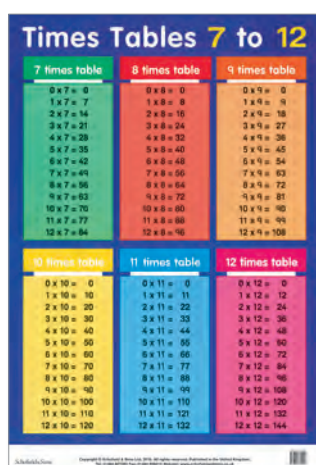 Times Tables 7 to 12
7 times table
0 x 7 = 0
1 x 7 = 7
2 x 7 = 14
3 x 7 = 21
4 x 7 = 28
5 x 7 = 35
6 x 7 = 42
7 x 7 = 49
8 x 7 = 56
9 x 7 = 63
10 x 7 = 70
11 x 7 = 77
12 x 7 = 84
8 times table
0 x 8 = 0
1 x 8 = 8
2 x 8 = 16
3 x 8 = 24
4 x 8 = 32
5 x 8 = 40
6 x 8 = 48
7 x 8 = 56
8 x 8 = 64
9 x 8 = 72
10 x 8 = 80
11 x 8 = 88
12 x 8 = 96
9 times table
0 x 9 = 0
1 x 9 = 9
2 x 9 = 18
3 x 9 = 27
4 x 9 = 36
5 x 9 = 45
6 x 9 = 54
7 x 9 = 63
8 x 9 = 72
9 x 9 = 81
10 x 9 = 90
11 x 9 = 99
12 x 9 = 108
10 times table
0 x 10 = 0
1 x 10 = 10
2 x 10 = 20
3 x 10 = 30
4 x 10 = 40
5 x 10 = 50
6 x 10 = 60
7 x 10 = 70
8 x 10 = 80
9 x 10 = 90
10 x 10 = 100
11 x 10 = 110
12 x 10 = 120
11 times table
0 x 11 = 0
1 x 11 = 11
2 x 11 = 22
3 x 11 = 33
4 x 11 = 44
5 x 11 = 55
6 x 11 = 66
7 x 11 = 77
8 x 11 = 88
9 x 11 = 99
10 x 11 = 110
11 x 11 = 121
12 x 11 = 132
12 times table
0 x 12 = 0
1 x 12 = 12
2 x 12 = 24
3 x 12 = 36
4 x 12 = 48
5 x 12 = 60
6 x 12 = 72
7 x 12 = 84
8 x 12 = 96
9 x 12 = 108
10 x 12 = 120
11 x 12 = 132
12 x 12 = 144